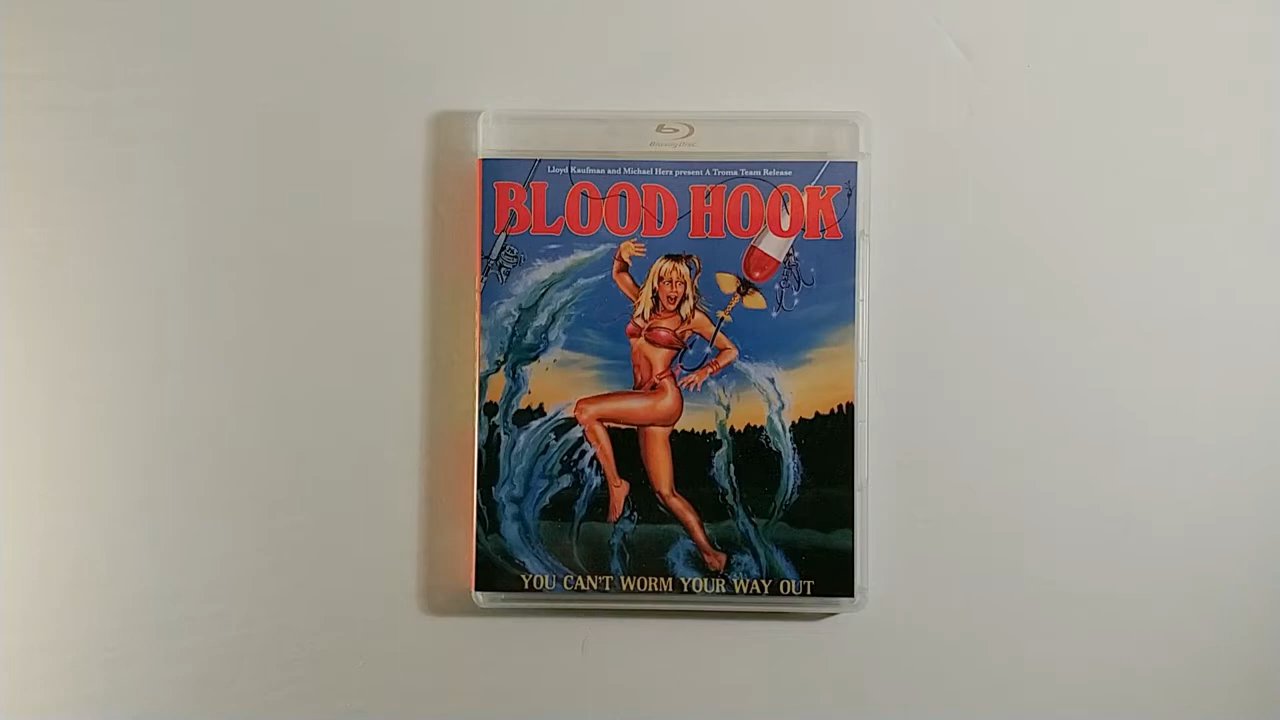 Blu-ray Disc
Lloyd Kaufman and Michael Herz present A Troma Team Release
BLOOD HOOK
YOU CAN'T WORM YOUR WAY OUT